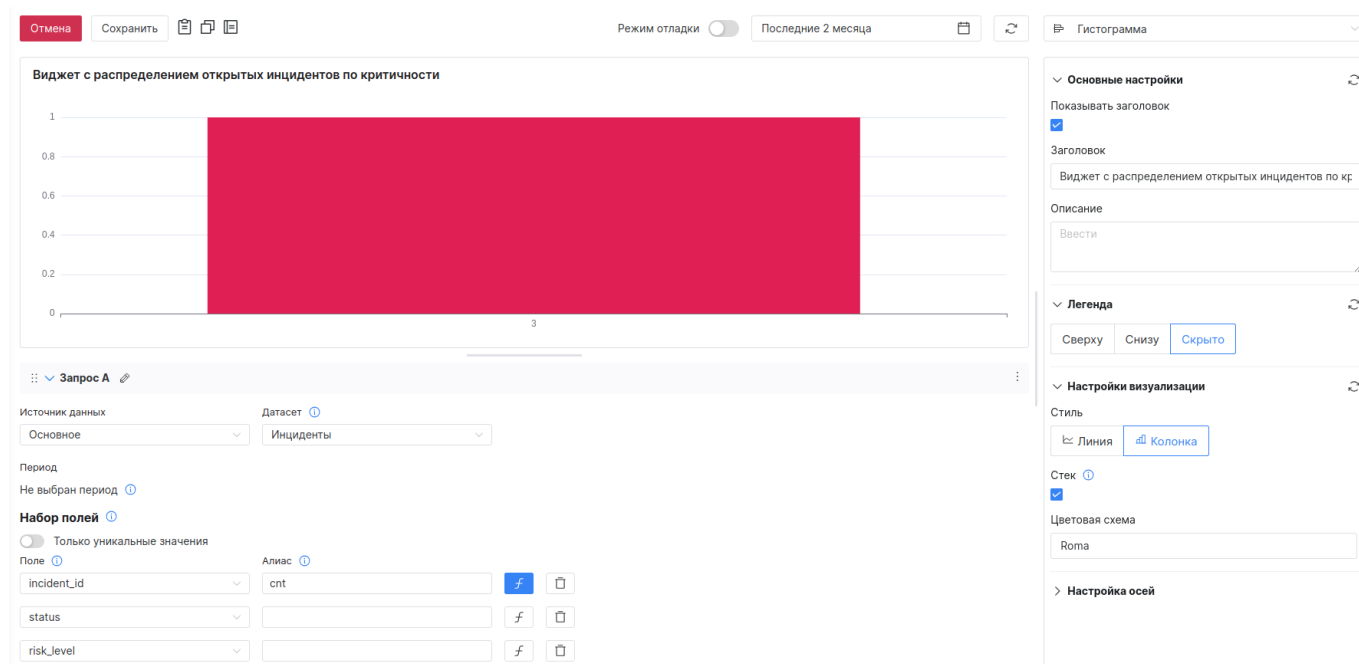 Отмена Сохранить Режим отладки Последние 2 месяца Гистограмма
Виджет с распределением открытых инцидентов по критичности
1
0.8
0.6
0.4
0.2
0
3
Запрос A
Источник данных Датасет
Основное Инциденты
Период
Не выбран период
Набор полей
Только уникальные значения
Поле Алиас
incident_id cnt
status
risk_level
Основные настройки
Показывать заголовок
Заголовок
Виджет с распределением открытых инцидентов по кр
Описание
Ввести
Легенда
Сверху Снизу Скрыто
Настройки визуализации
Стиль
Линия Колонка
Стек
Цветовая схема
Roma
Настройка осей